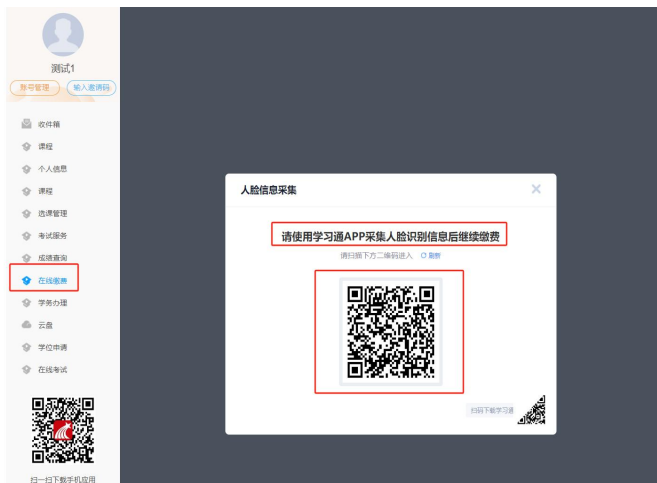 测试1
账号管理
输入邀请码
收件箱
课程
个人信息
课程
选课管理
考试服务
成绩查询
在线缴费
学务办理
云盘
学位申请
在线考试
扫一扫下载手机应用
人脸信息采集
请使用学习通APP采集人脸识别信息后继续缴费
请扫描下方二维码进入 刷新
扫码下载学习通